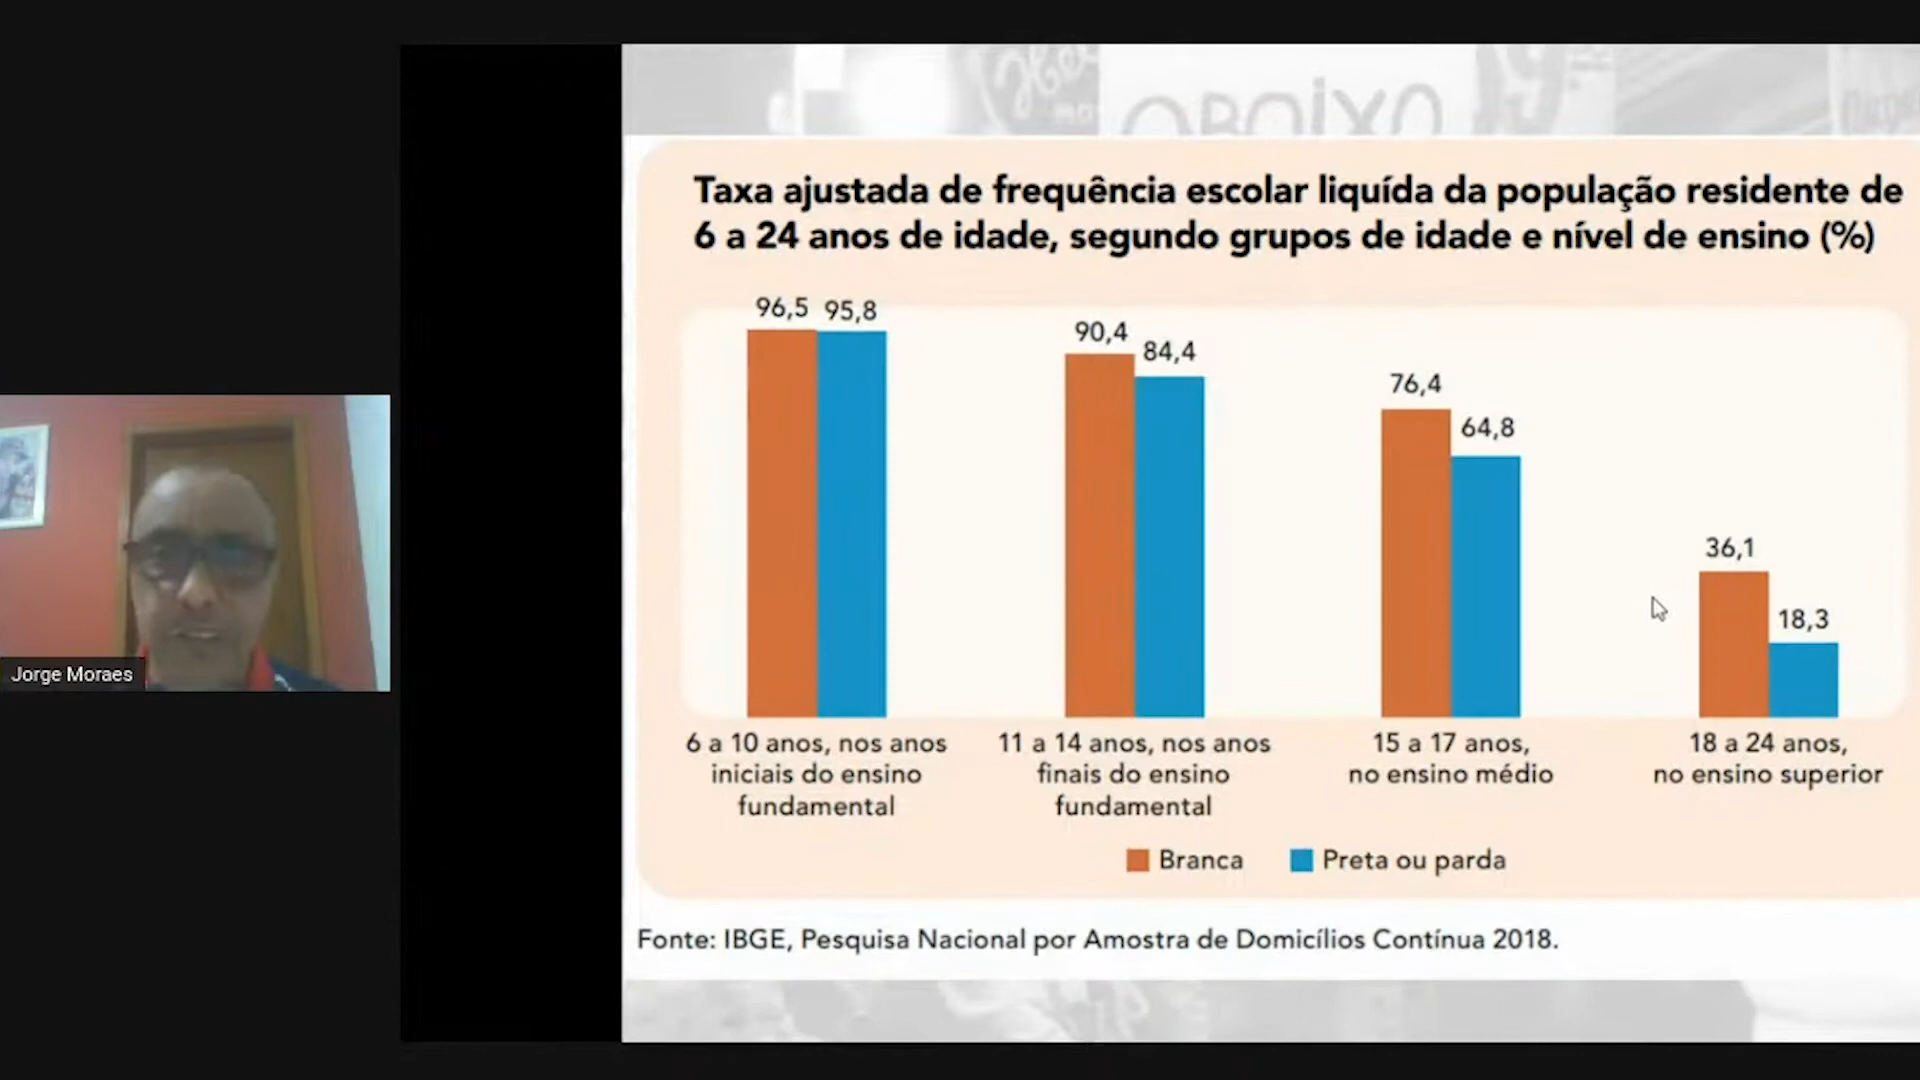 abaixo
Taxa ajustada de frequência escolar liquída da população residente de
6 a 24 anos de idade, segundo grupos de idade e nível de ensino (%)
96,5 95,8
90,4
84,4
76,4
64,8
36,1
18,3
6 a 10 anos, nos anos
iniciais do ensino
fundamental
11 a 14 anos, nos anos
finais do ensino
fundamental
15 a 17 anos,
no ensino médio
18 a 24 anos,
no ensino superior
Branca
Preta ou parda
Fonte: IBGE, Pesquisa Nacional por Amostra de Domicílios Contínua 2018.
Jorge Moraes